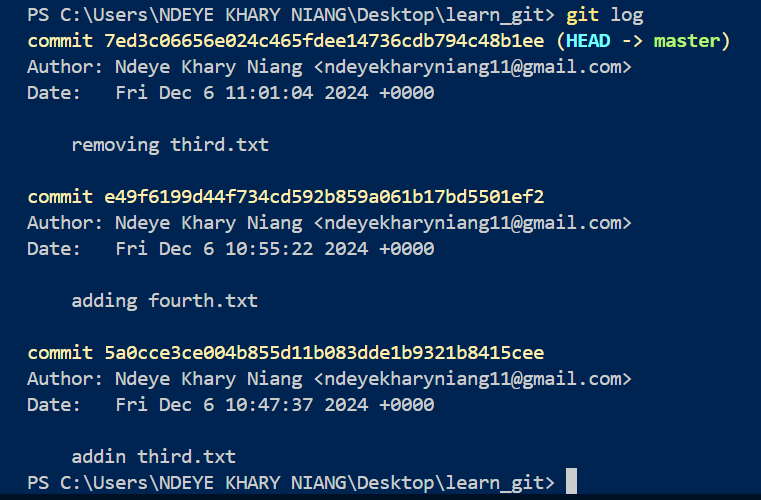 PS C:\Users\NDEYE KHARY NIANG\Desktop\learn_git> git log
commit 7ed3c06656e024c465fdee14736cdb794c48b1ee (HEAD -> master)
Author: Ndeye Khary Niang <ndeyekharyniang11@gmail.com>
Date:   Fri Dec 6 11:01:04 2024 +0000
    removing third.txt
commit e49f6199d44f734cd592b859a061b17bd5501ef2
Author: Ndeye Khary Niang <ndeyekharyniang11@gmail.com>
Date:   Fri Dec 6 10:55:22 2024 +0000
    adding fourth.txt
commit 5a0cce3ce004b855d11b083dde1b9321b8415cee
Author: Ndeye Khary Niang <ndeyekharyniang11@gmail.com>
Date:   Fri Dec 6 10:47:37 2024 +0000
    addin third.txt
PS C:\Users\NDEYE KHARY NIANG\Desktop\learn_git>